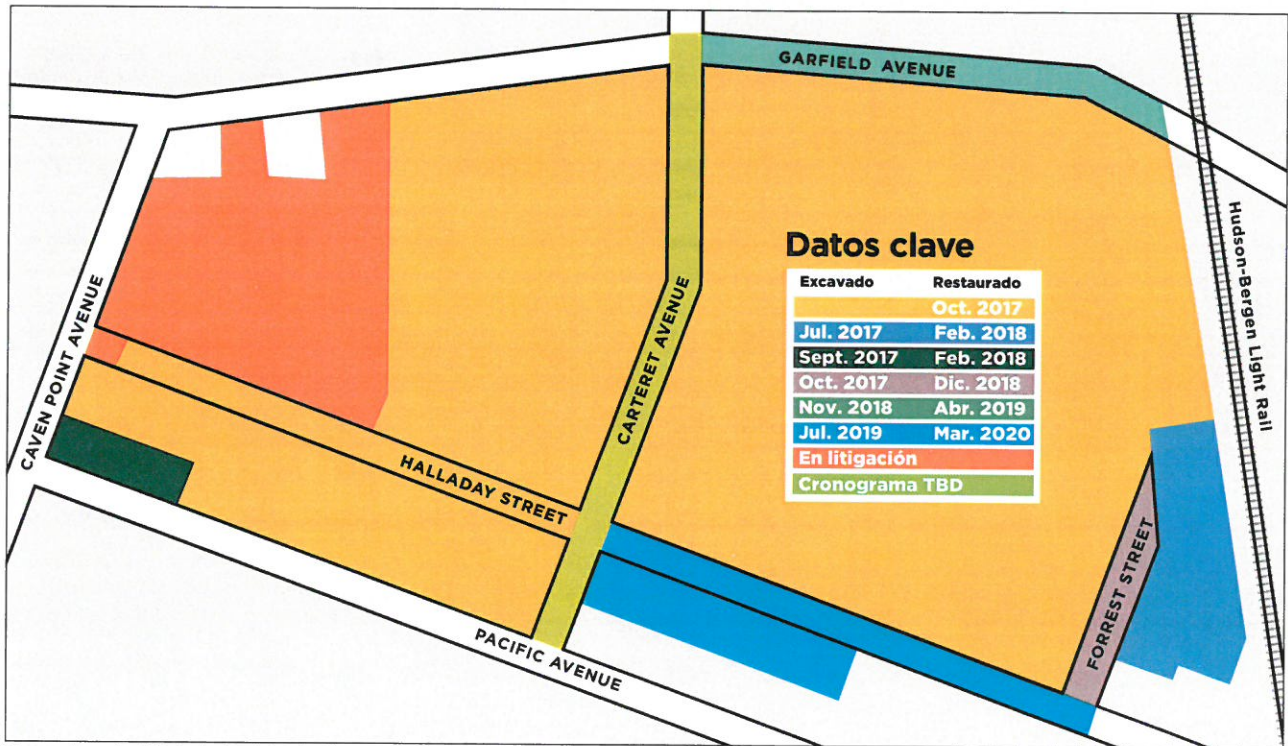 GARFIELD AVENUE
Hudson-Bergen Light Rail
Datos clave
Excavado Restaurado
Oct. 2017
Jul. 2017 Feb. 2018
Sept. 2017 Feb. 2018
Oct. 2017 Dic. 2018
Nov. 2018 Abr. 2019
Jul. 2019 Mar. 2020
En litigación
Cronograma TBD
CARTERET AVENUE
CAVEN POINT AVENUE
HALLADAY STREET
FORREST STREET
PACIFIC AVENUE